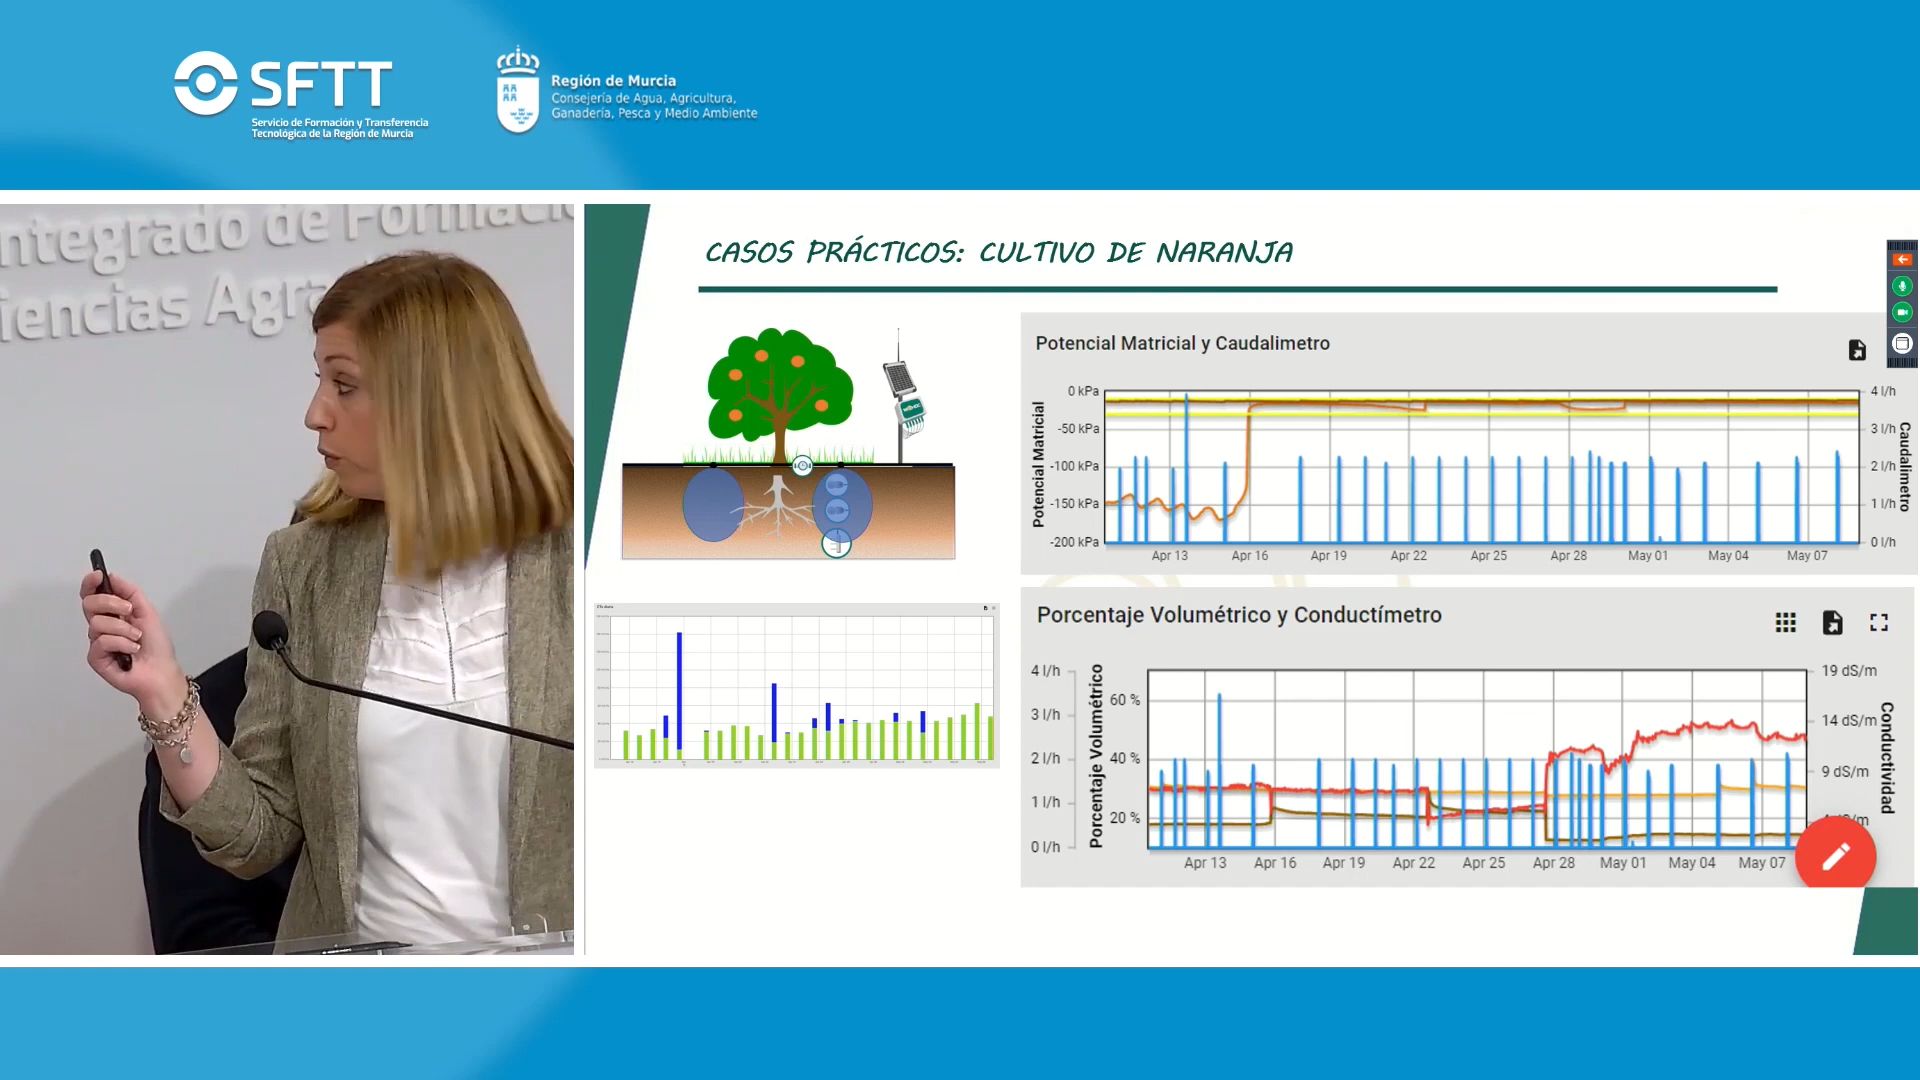 SFTT
Servicio de Formación y Transferencia
Tecnológica de la Región de Murcia
Región de Murcia
Consejería de Agua, Agricultura,
Ganadería, Pesca y Medio Ambiente
ntegrado de Formació
iencias Agra
CASOS PRÁCTICOS: CULTIVO DE NARANJA
Potencial Matricial y Caudalimetro
Potencial Matricial
0 kPa
-50 kPa
-100 kPa
-150 kPa
-200 kPa
4 l/h
3 l/h
2 l/h
1 l/h
0 l/h
Caudalimetro
Apr 13 Apr 16 Apr 19 Apr 22 Apr 25 Apr 28 May 01 May 04 May 07
Porcentaje Volumétrico y Conductímetro
4 l/h
3 l/h
2 l/h
1 l/h
0 l/h
Porcentaje Volumétrico
60 %
40 %
20 %
19 dS/m
14 dS/m
9 dS/m
Conductividad
Apr 13 Apr 16 Apr 19 Apr 22 Apr 25 Apr 28 May 01 May 04 May 07